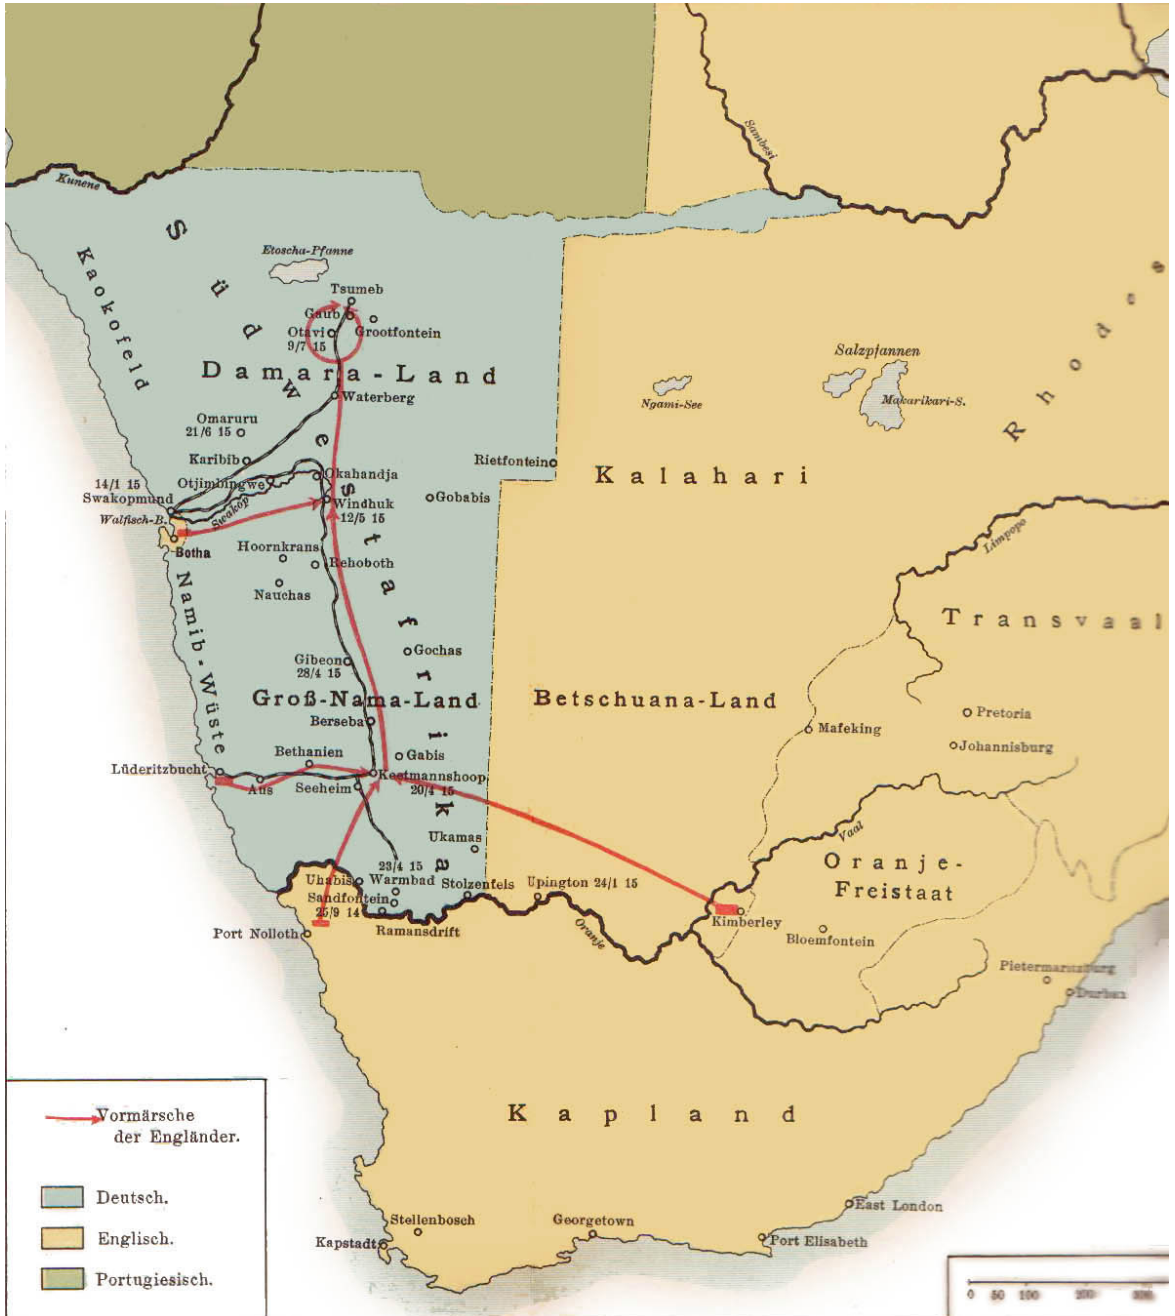 Kunene
Sambesi
Südwestafrika
Kaokofeld
Etoscha-Pfanne
Tsumeb
Gaub
Grootfontein
Otavi
9/7 15
Damara-Land
Waterberg
Salzpfannen
Ngami-See
Makarikari-S.
Rhodes
Omaruru
21/6 15
Karibib
Rietfontein
Kalahari
Okahandja
14/1 15
Swakopmund
Otjimbingwe
Swakop
Windhuk
12/5 15
Gobabis
Walfisch-B.
Botha
Hoornkrans
Rehoboth
Nauchas
Limpopo
Transvaal
Namib-Wüste
Gibeon
28/4 15
Gochas
Groß-Nama-Land
Betschuana-Land
Berseba
Pretoria
Mafeking
Johannisburg
Bethanien
Gabis
Lüderitzbucht
Aus
Seeheim
Keetmannshoop
20/4 15
Ukamas
Vaal
Oranje-
Freistaat
23/4 15
Uhabis
Warmbad
Stolzenfels
Upington 24/1 15
Sandfontein
25/9 14
Ramansdrift
Port Nolloth
Oranje
Kimberley
Bloemfontein
Pietermaritzburg
Durban
Kapland
East London
Stellenbosch
Georgetown
Kapstadt
Port Elisabeth
Vormärsche
der Engländer.
Deutsch.
Englisch.
Portugiesisch.
0 50 100 200 300